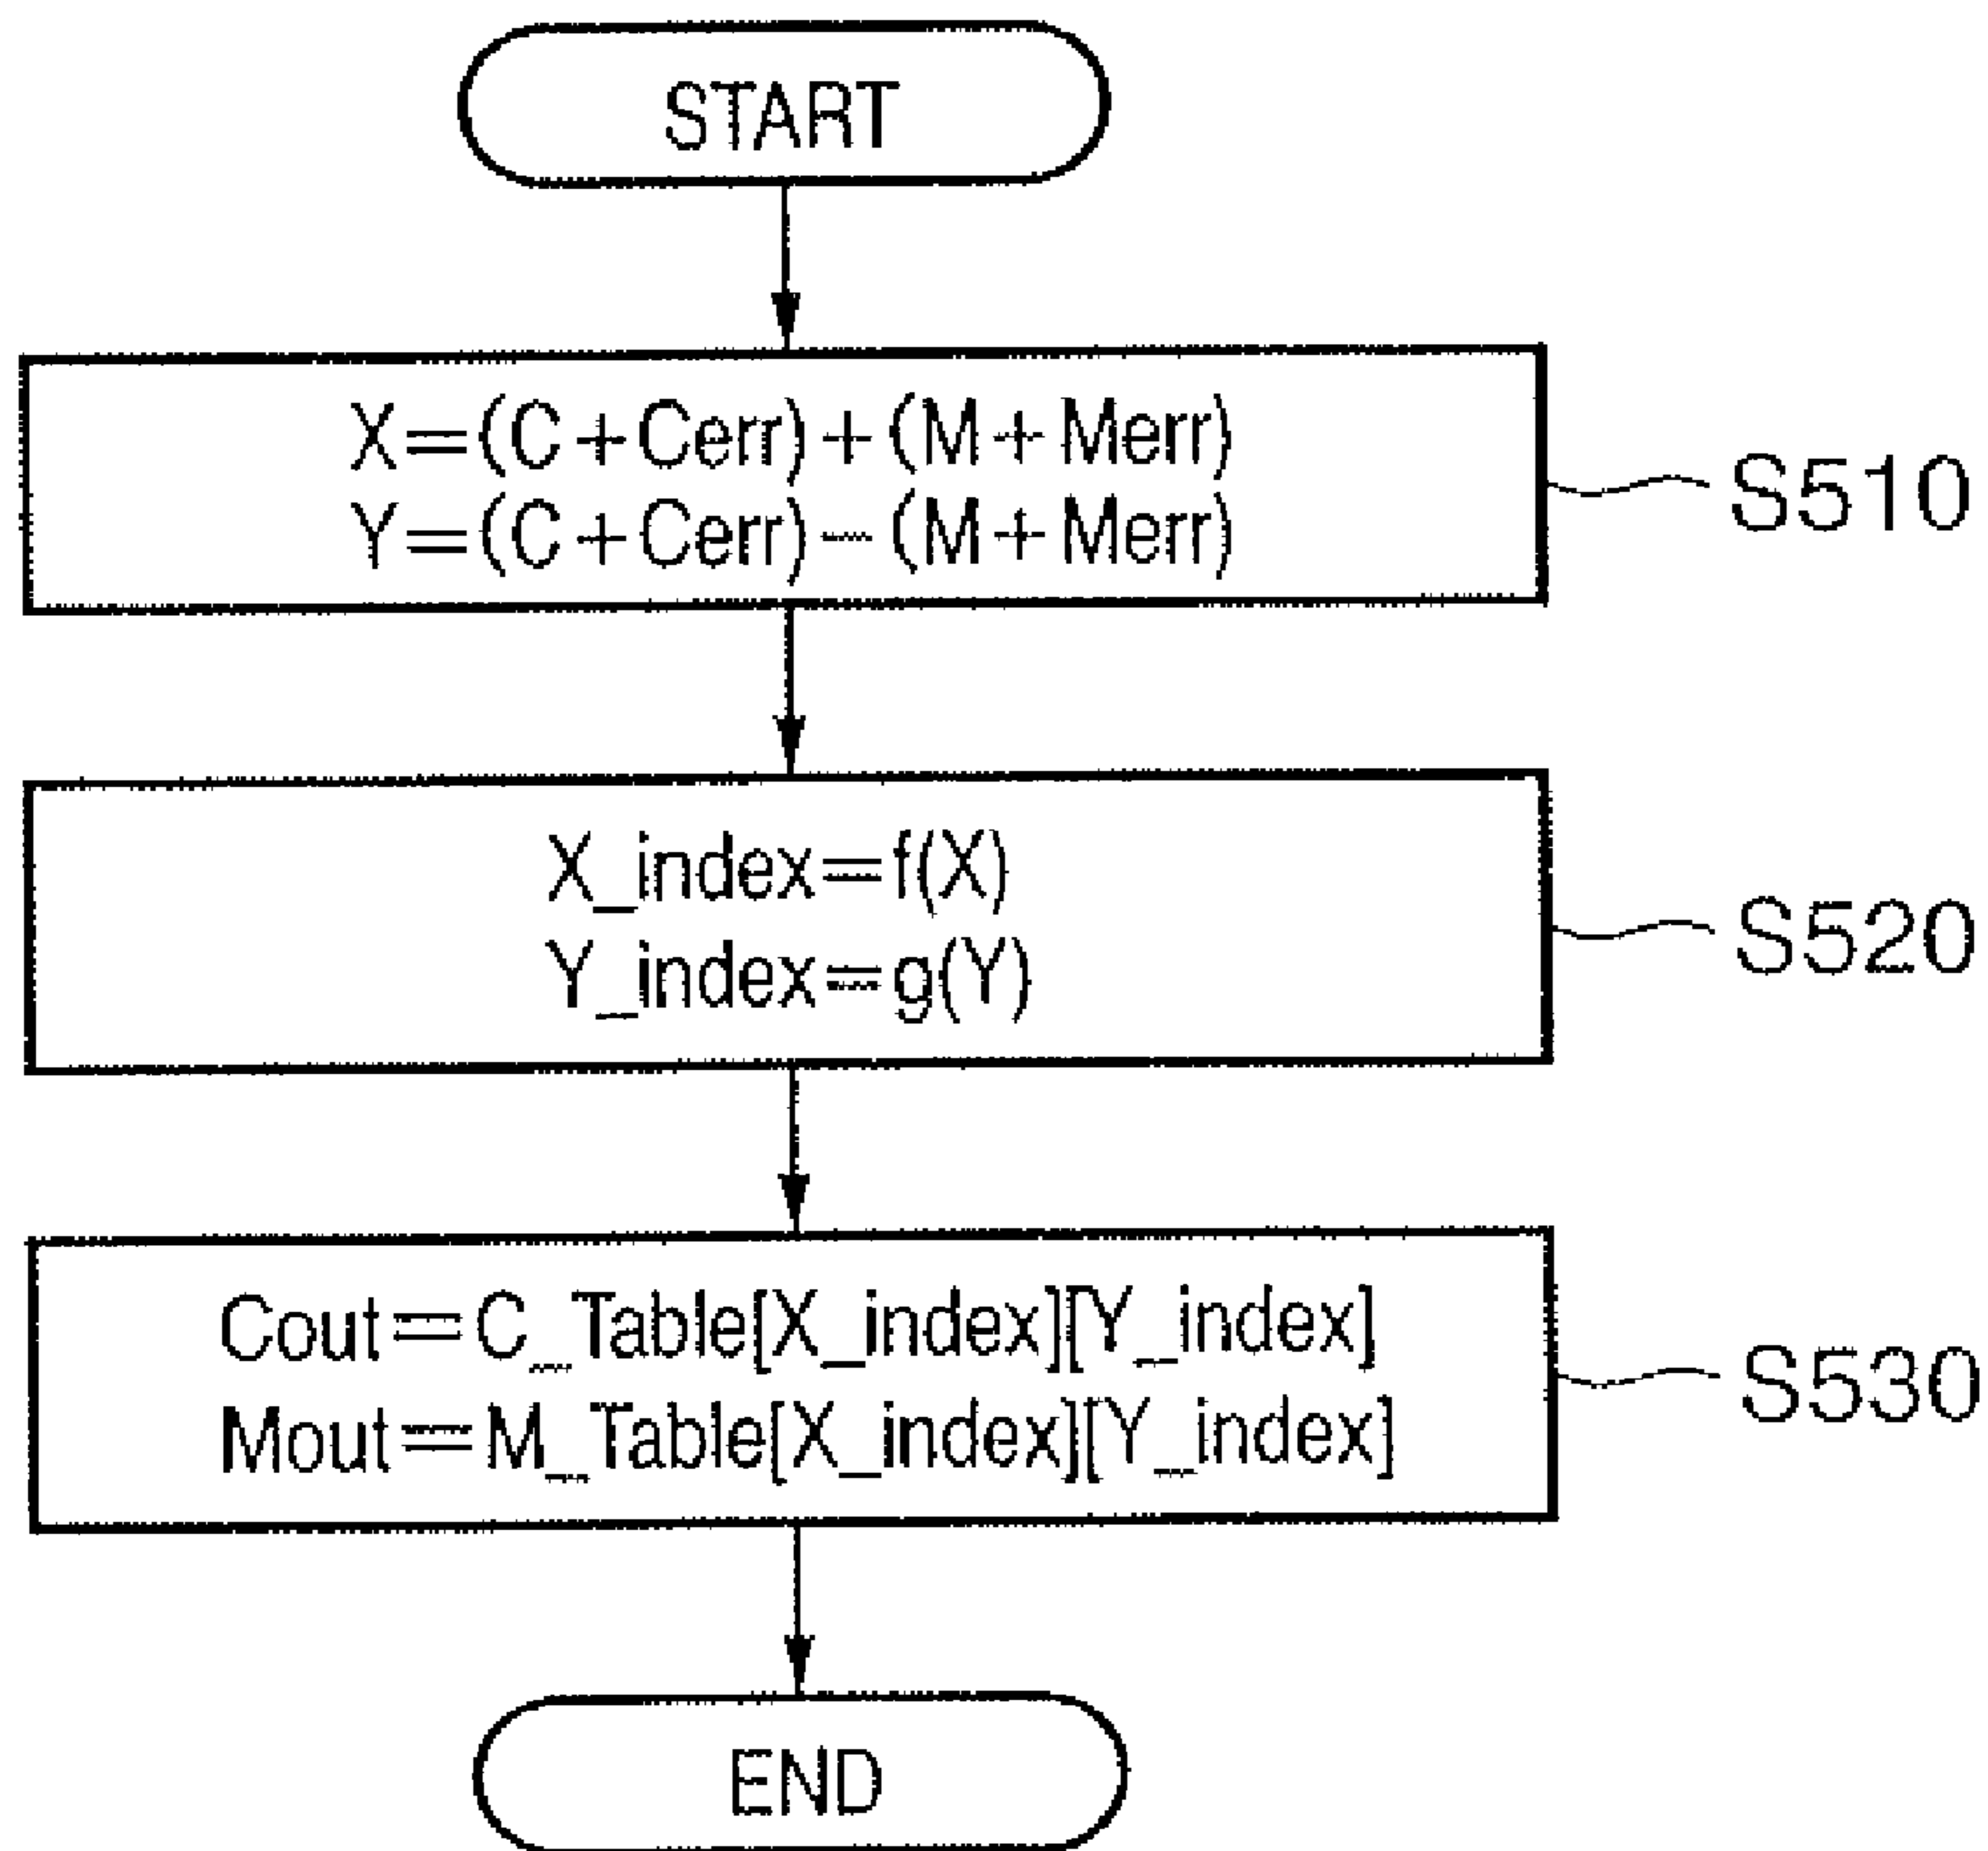 START
X=(C+Cerr)+(M+Merr)
Y=(C+Cerr)-(M+Merr)
S510
X_index=f(X)
Y_index=g(Y)
S520
Cout=C_Table[X_index][Y_index]
Mout=M_Table[X_index][Y_index]
S530
END